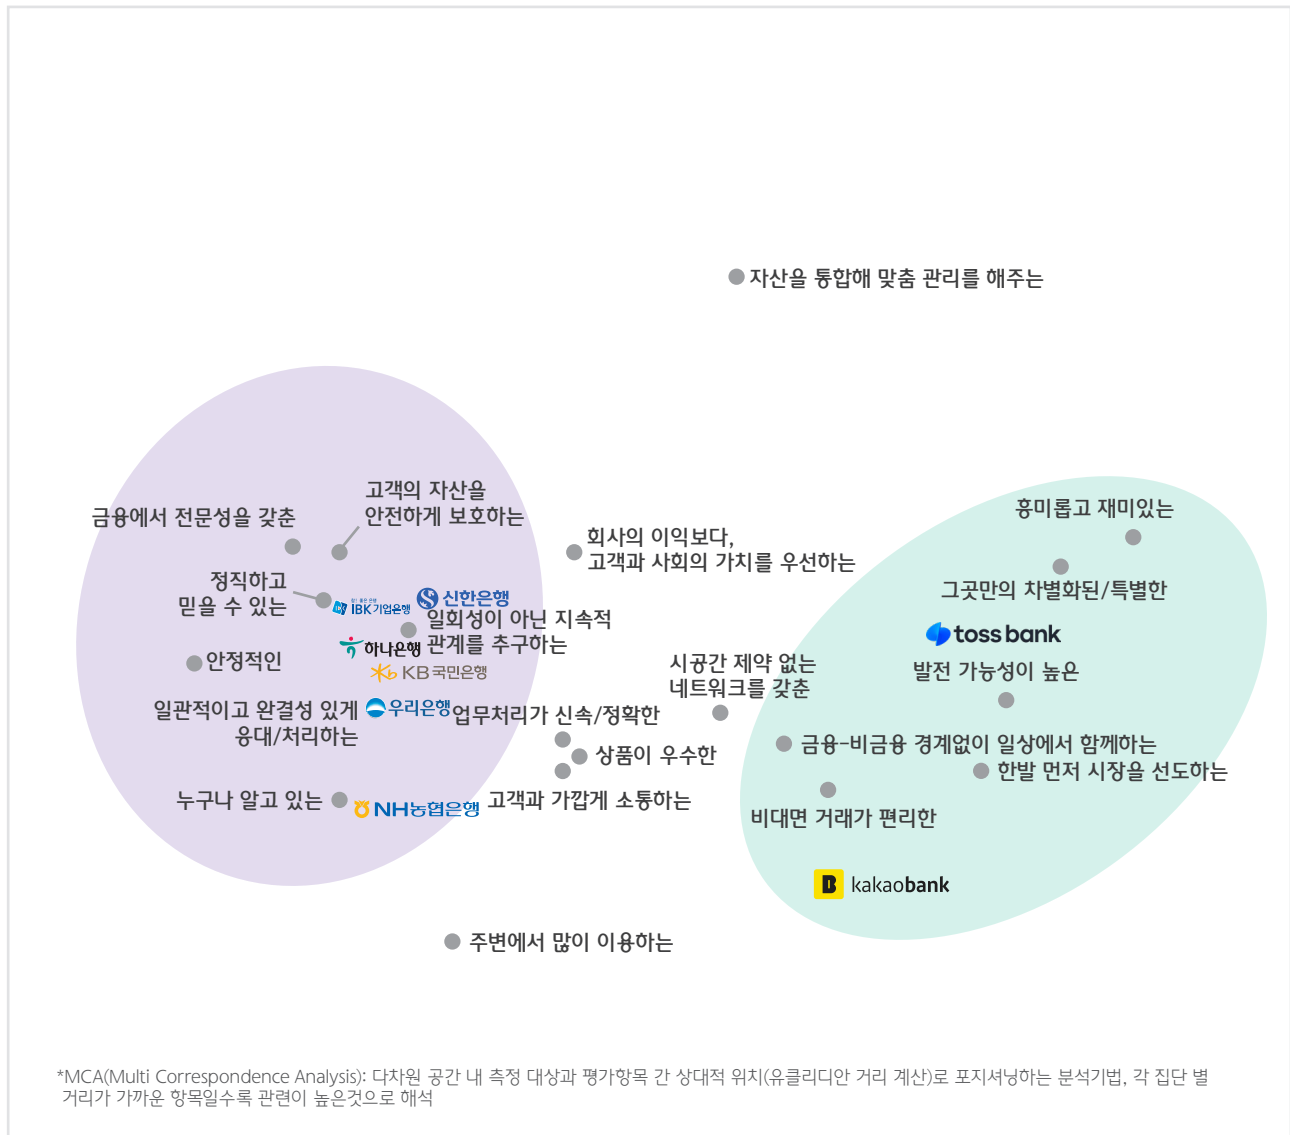 자산을 통합해 맞춤 관리를 해주는
고객의 자산을
안전하게 보호하는
금융에서 전문성을 갖춘
흥미롭고 재미있는
회사의 이익보다,
고객과 사회의 가치를 우선하는
정직하고
믿을 수 있는
그곳만의 차별화된/특별한
IBK기업은행
신한은행
일회성이 아닌 지속적
관계를 추구하는
toss bank
하나은행
안정적인
KB국민은행
시공간 제약 없는
네트워크를 갖춘
발전 가능성이 높은
일관적이고 완결성 있게
응대/처리하는
우리은행
업무처리가 신속/정확한
상품이 우수한
금융-비금융 경계없이 일상에서 함께하는
한발 먼저 시장을 선도하는
누구나 알고 있는
NH농협은행
고객과 가깝게 소통하는
비대면 거래가 편리한
kakaobank
주변에서 많이 이용하는
*MCA(Multi Correspondence Analysis): 다차원 공간 내 측정 대상과 평가항목 간 상대적 위치(유클리디안 거리 계산)로 포지셔닝하는 분석기법, 각 집단 별
거리가 가까운 항목일수록 관련이 높은것으로 해석